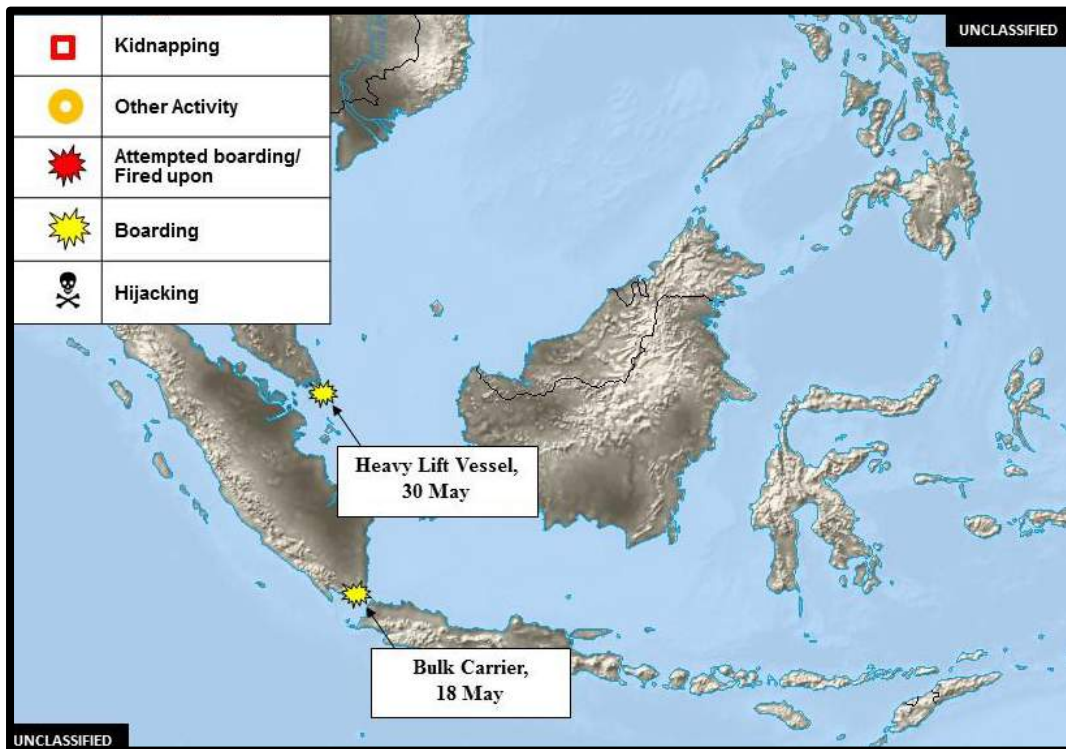 UNCLASSIFIED
Kidnapping
Other Activity
Attempted boarding/
Fired upon
Boarding
Hijacking
Heavy Lift Vessel,
30 May
Bulk Carrier,
18 May
UNCLASSIFIED